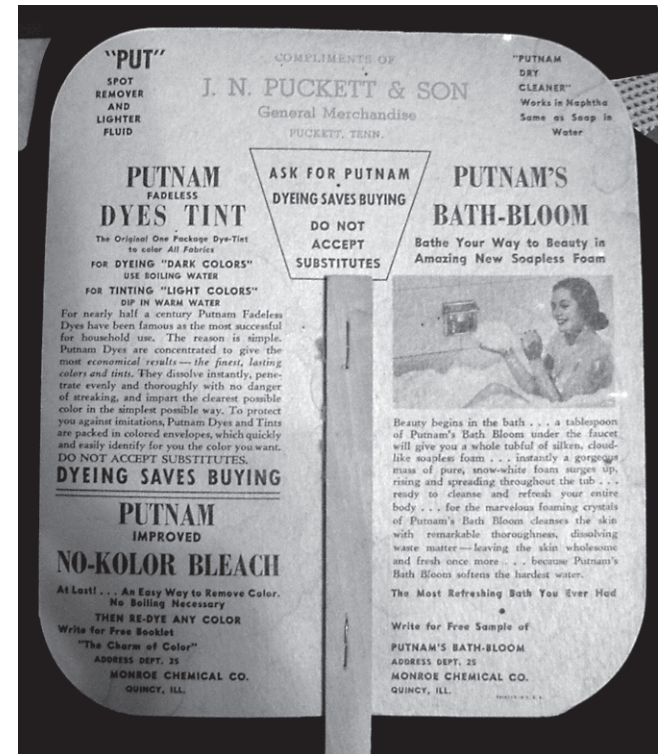 "PUT"
SPOT
REMOVER
AND
LIGHTER
FLUID
COMPLIMENTS OF
J. N. PUCKETT & SON
General Merchandise
PUCKETT, TENN.
"PUTNAM
DRY
CLEANER"
Works in Naphtha
Same as Soap in
Water
PUTNAM
FADELESS
DYES TINT
The Original One Package Dye-Tint
to color All Fabrics
FOR DYEING "DARK COLORS"
USE BOILING WATER
FOR TINTING "LIGHT COLORS"
DIP IN WARM WATER
For nearly half a century Putnam Fadeless
Dyes have been famous as the most successful
for household use. The reason is simple.
Putnam Dyes are concentrated to give the
most economical results — the finest, lasting
colors and tints. They dissolve instantly, pene-
trate evenly and thoroughly with no danger
of streaking, and impart the clearest possible
color in the simplest possible way. To protect
you against imitations, Putnam Dyes and Tints
are packed in colored envelopes, which quickly
and easily identify for you the color you want.
DO NOT ACCEPT SUBSTITUTES.
DYEING SAVES BUYING
PUTNAM
IMPROVED
NO-KOLOR BLEACH
At Last! . . . An Easy Way to Remove Color.
No Boiling Necessary
THEN RE-DYE ANY COLOR
Write for Free Booklet
"The Charm of Color"
ADDRESS DEPT. 25
MONROE CHEMICAL CO.
QUINCY, ILL.
ASK FOR PUTNAM
DYEING SAVES BUYING
DO NOT
ACCEPT
SUBSTITUTES
PUTNAM'S
BATH-BLOOM
Bathe Your Way to Beauty in
Amazing New Soapless Foam
Beauty begins in the bath . . . a tablespoon
of Putnam's Bath Bloom under the faucet
will give you a whole tubful of silken, cloud-
like soapless foam . . . instantly a gorgeous
mass of pure, snow-white foam surges up,
rising and spreading throughout the tub . . .
ready to cleanse and refresh your entire
body . . . for the marvelous foaming crystals
of Putnam's Bath Bloom cleanses the skin
with remarkable thoroughness, dissolving
waste matter — leaving the skin wholesome
and fresh once more . . . because Putnam's
Bath Bloom softens the hardest water.
The Most Refreshing Bath You Ever Had
Write for Free Sample of
PUTNAM'S BATH-BLOOM
ADDRESS DEPT. 25
MONROE CHEMICAL CO.
QUINCY, ILL.